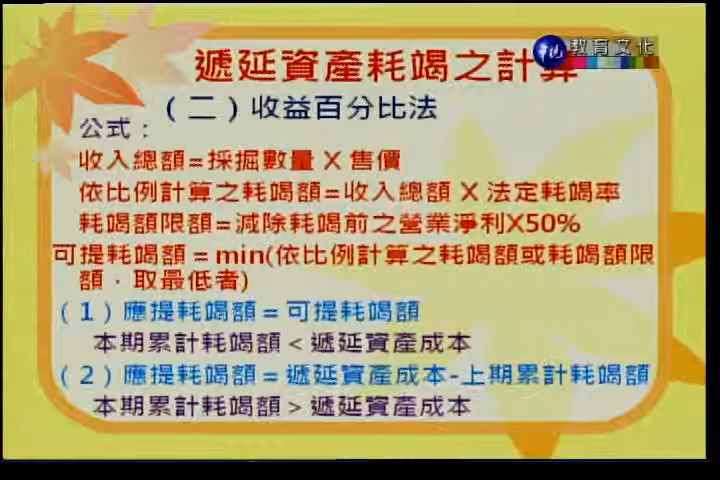 遞延資產耗竭之計算
華視 教育文化
（二）收益百分比法
公式：
收入總額=採掘數量 X 售價
依比例計算之耗竭額=收入總額 X 法定耗竭率
耗竭額限額=減除耗竭前之營業淨利X50%
可提耗竭額=min(依比例計算之耗竭額或耗竭額限
額，取最低者)
（1）應提耗竭額=可提耗竭額
本期累計耗竭額<遞延資產成本
（2）應提耗竭額=遞延資產成本-上期累計耗竭額
本期累計耗竭額>遞延資產成本